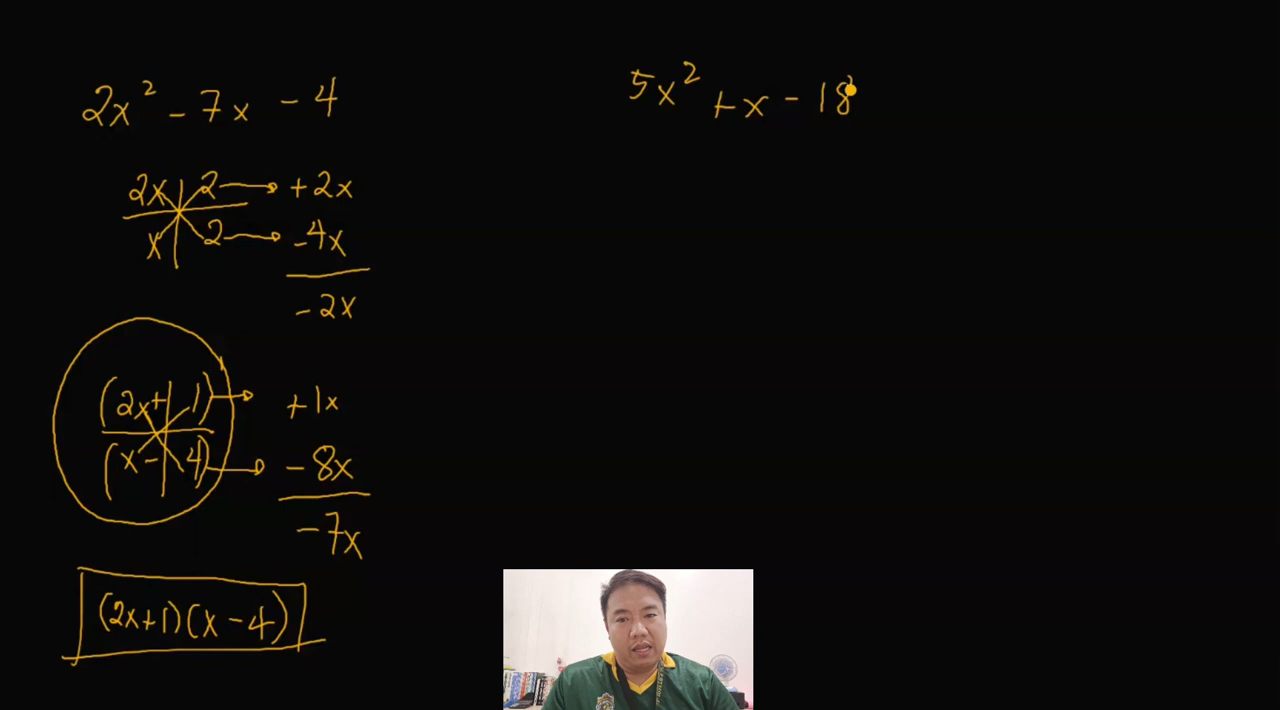 2x² - 7x - 4
2x 2 → +2x
x 2 → -4x
-2x
(2x + 1) → +1x
(x - 4) → -8x
-7x
(2x+1)(x-4)
5x² + x - 18